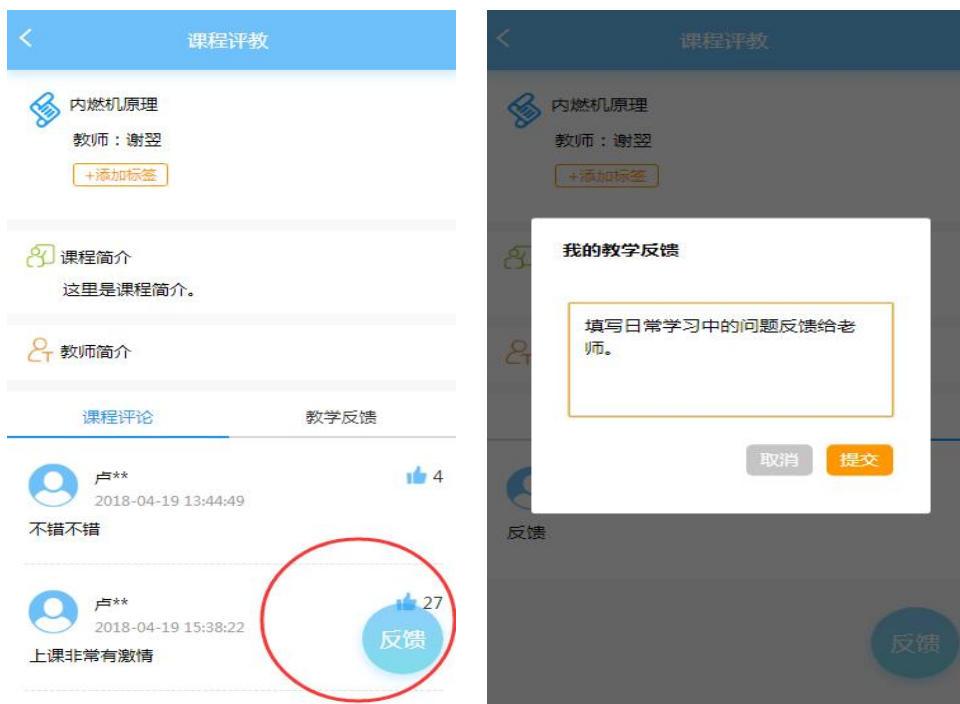 课程评教
内燃机原理
教师：谢翌
+添加标签
课程简介
这里是课程简介。
教师简介
课程评论
教学反馈
卢**
4
2018-04-19 13:44:49
不错不错
卢**
27
2018-04-19 15:38:22
反馈
上课非常有激情
课程评教
内燃机原理
教师：谢翌
+添加标签
我的教学反馈
填写日常学习中的问题反馈给老
师。
取消
提交
反馈
反馈